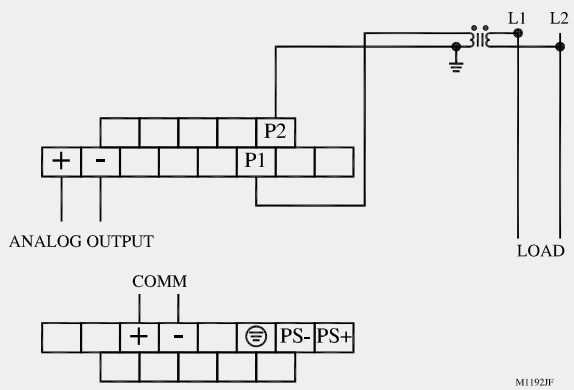 L1 L2
P2
+ - P1
ANALOG OUTPUT
LOAD
COMM
+ - PS- PS+
M1192JF